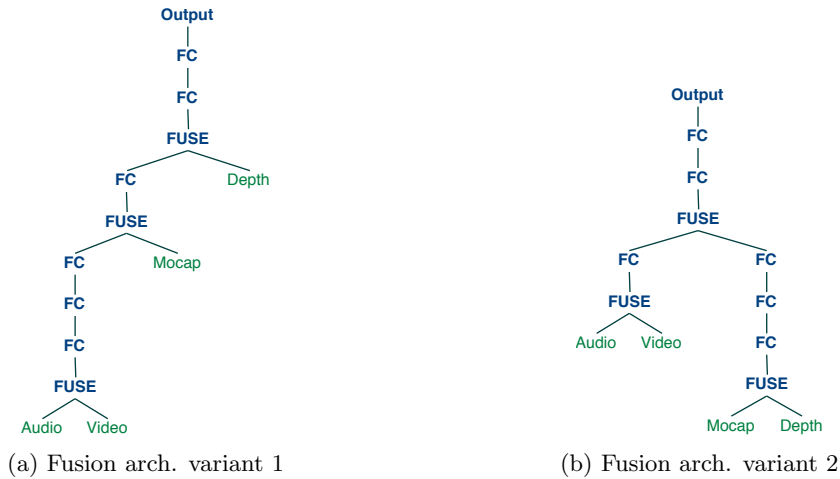 Output
FC
FC
FUSE
FC Depth
FUSE
FC Mocap
FC
FC
FUSE
Audio Video
(a) Fusion arch. variant 1
Output
FC
FC
FUSE
FC FC
FUSE FC
Audio Video FC
FUSE
Mocap Depth
(b) Fusion arch. variant 2